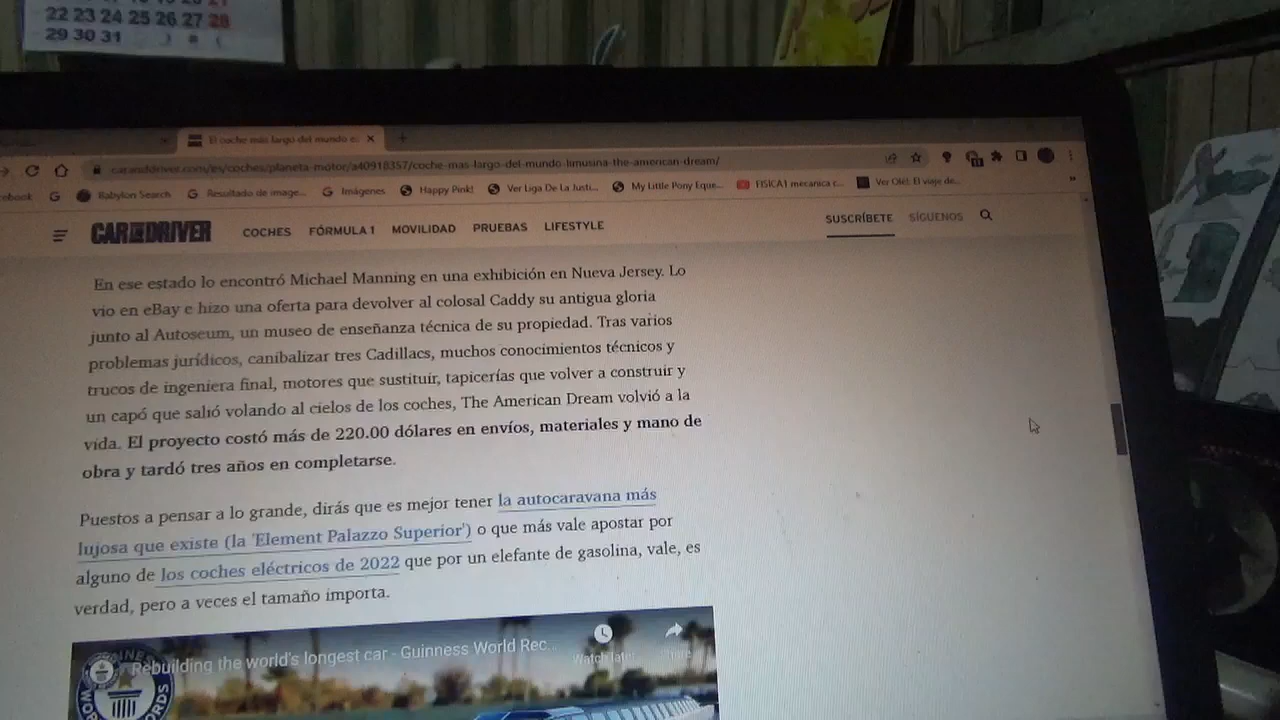 22 23 24 25 26 27 28
29 30 31
El coche más largo del mundo e
caranddriver.com/es/coches/planeta-motor/a40918357/coche-mas-largo-del-mundo-limusina-the-american-dream/
ebook Babylon Search Resultado de image... Imágenes Happy Pink! Ver Liga De La Justi... My Little Pony Eque... FISICA1 mecanica c... Ver Olé! El viaje de...
CAR AND DRIVER COCHES FÓRMULA 1 MOVILIDAD PRUEBAS LIFESTYLE SUSCRÍBETE SÍGUENOS
En ese estado lo encontró Michael Manning en una exhibición en Nueva Jersey. Lo
vio en eBay e hizo una oferta para devolver al colosal Caddy su antigua gloria
junto al Autoseum, un museo de enseñanza técnica de su propiedad. Tras varios
problemas jurídicos, canibalizar tres Cadillacs, muchos conocimientos técnicos y
trucos de ingeniera final, motores que sustituir, tapicerías que volver a construir y
un capó que salió volando al cielos de los coches, The American Dream volvió a la
vida. El proyecto costó más de 220.00 dólares en envíos, materiales y mano de
obra y tardó tres años en completarse.
Puestos a pensar a lo grande, dirás que es mejor tener la autocaravana más
lujosa que existe (la 'Element Palazzo Superior') o que más vale apostar por
alguno de los coches eléctricos de 2022 que por un elefante de gasolina, vale, es
verdad, pero a veces el tamaño importa.
Rebuilding the world's longest car - Guinness World Rec...
Watch later Share